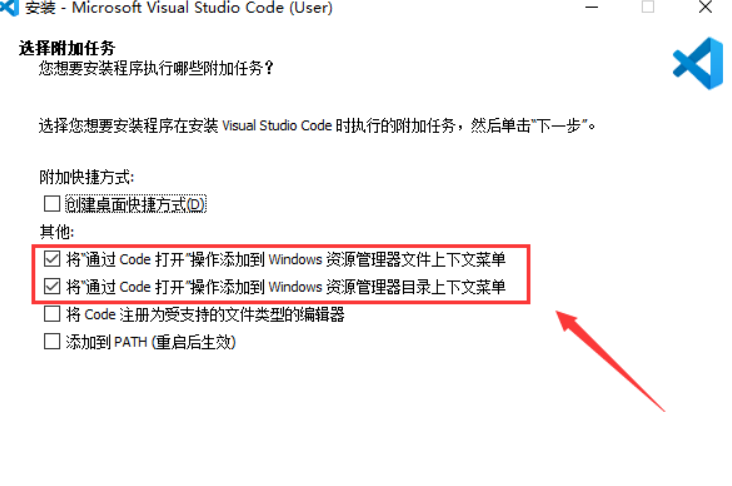 安装 - Microsoft Visual Studio Code (User)
选择附加任务
您想要安装程序执行哪些附加任务？
选择您想要安装程序在安装 Visual Studio Code 时执行的附加任务，然后单击"下一步"。
附加快捷方式:
创建桌面快捷方式(D)
其他:
将"通过 Code 打开"操作添加到 Windows 资源管理器文件上下文菜单
将"通过 Code 打开"操作添加到 Windows 资源管理器目录上下文菜单
将 Code 注册为受支持的文件类型的编辑器
添加到 PATH (重启后生效)